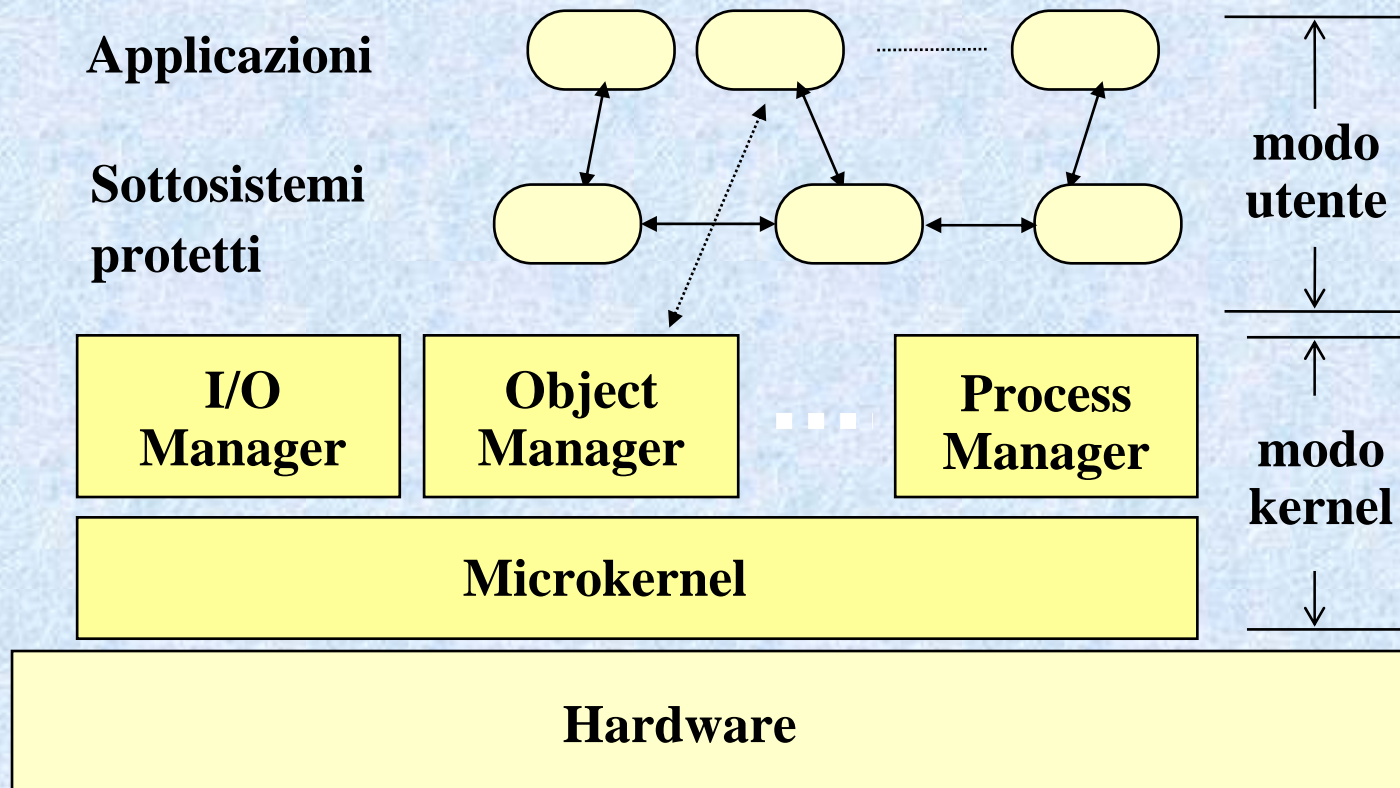 Applicazioni
Sottosistemi
protetti
modo
utente
I/O
Manager
Object
Manager
Process
Manager
modo
kernel
Microkernel
Hardware